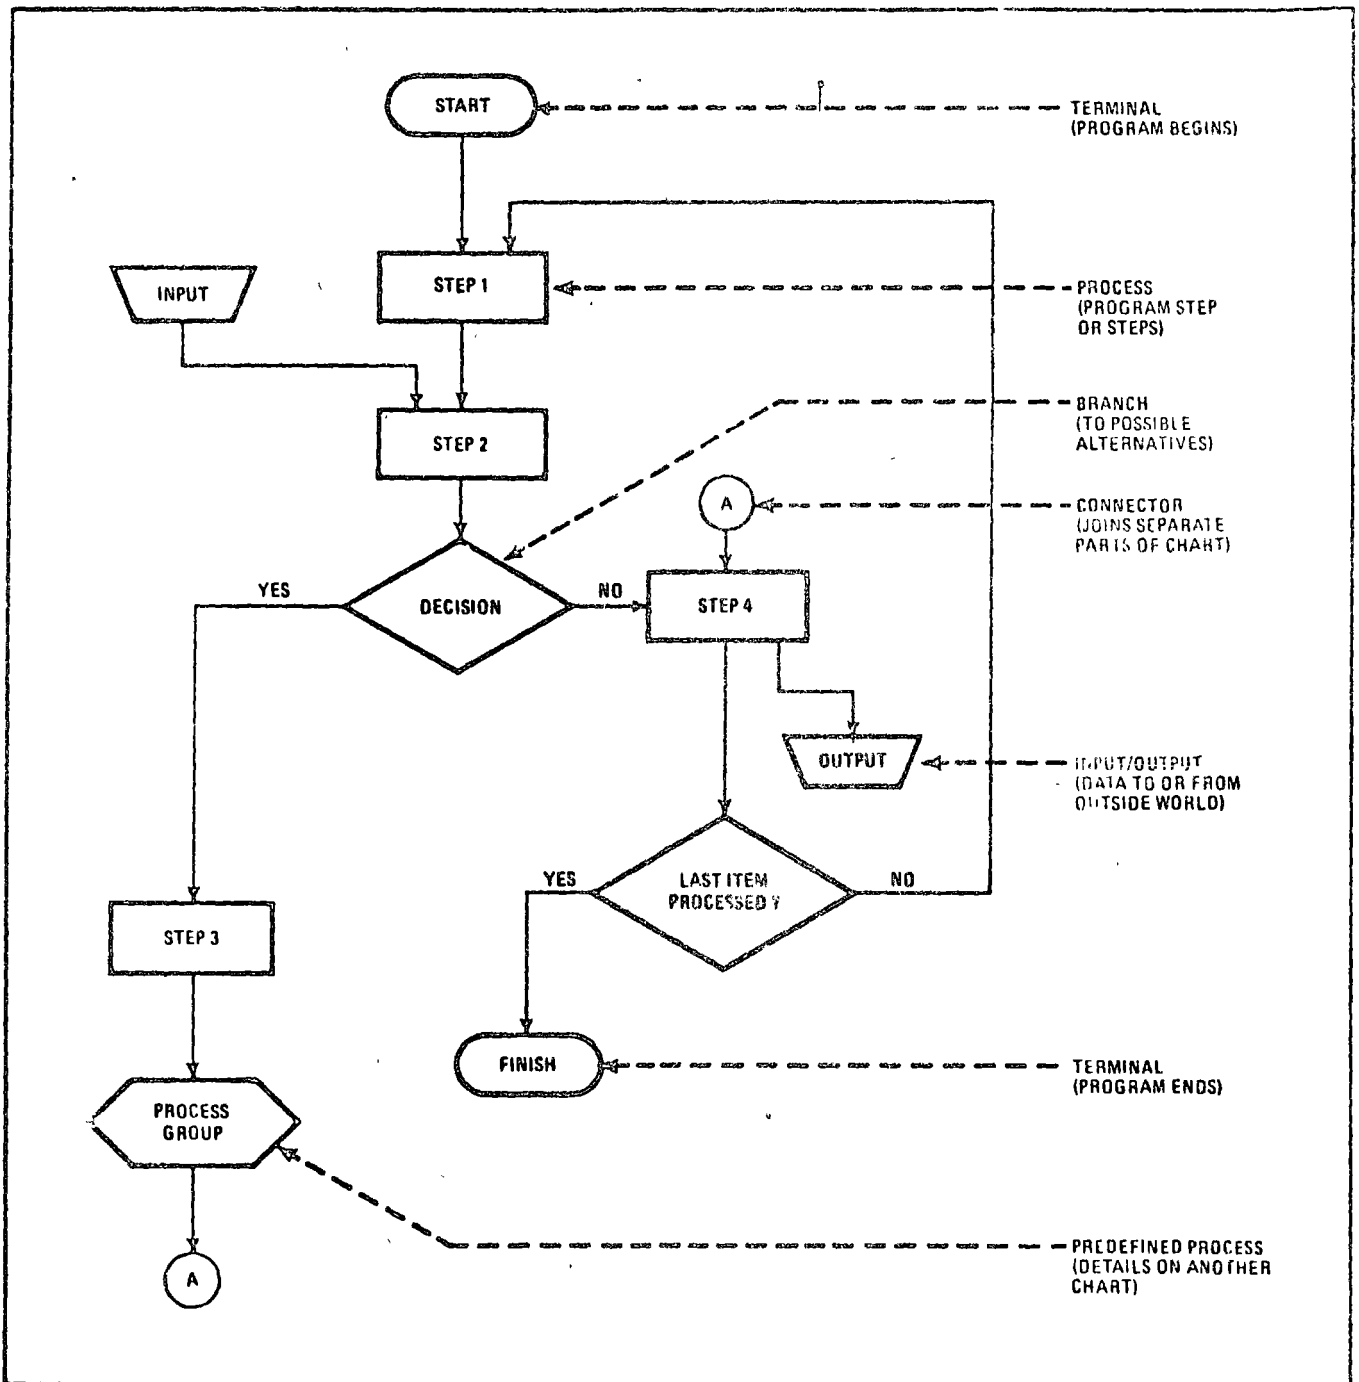 START
TERMINAL
(PROGRAM BEGINS)
INPUT
STEP 1
PROCESS
(PROGRAM STEP
OR STEPS)
STEP 2
BRANCH
(TO POSSIBLE
ALTERNATIVES)
A
CONNECTOR
(JOINS SEPARATE
PARTS OF CHART)
YES
DECISION
NO
STEP 4
OUTPUT
INPUT/OUTPUT
(DATA TO OR FROM
OUTSIDE WORLD)
YES
LAST ITEM
PROCESSED ?
NO
STEP 3
FINISH
TERMINAL
(PROGRAM ENDS)
PROCESS
GROUP
A
PREDEFINED PROCESS
(DETAILS ON ANOTHER
CHART)